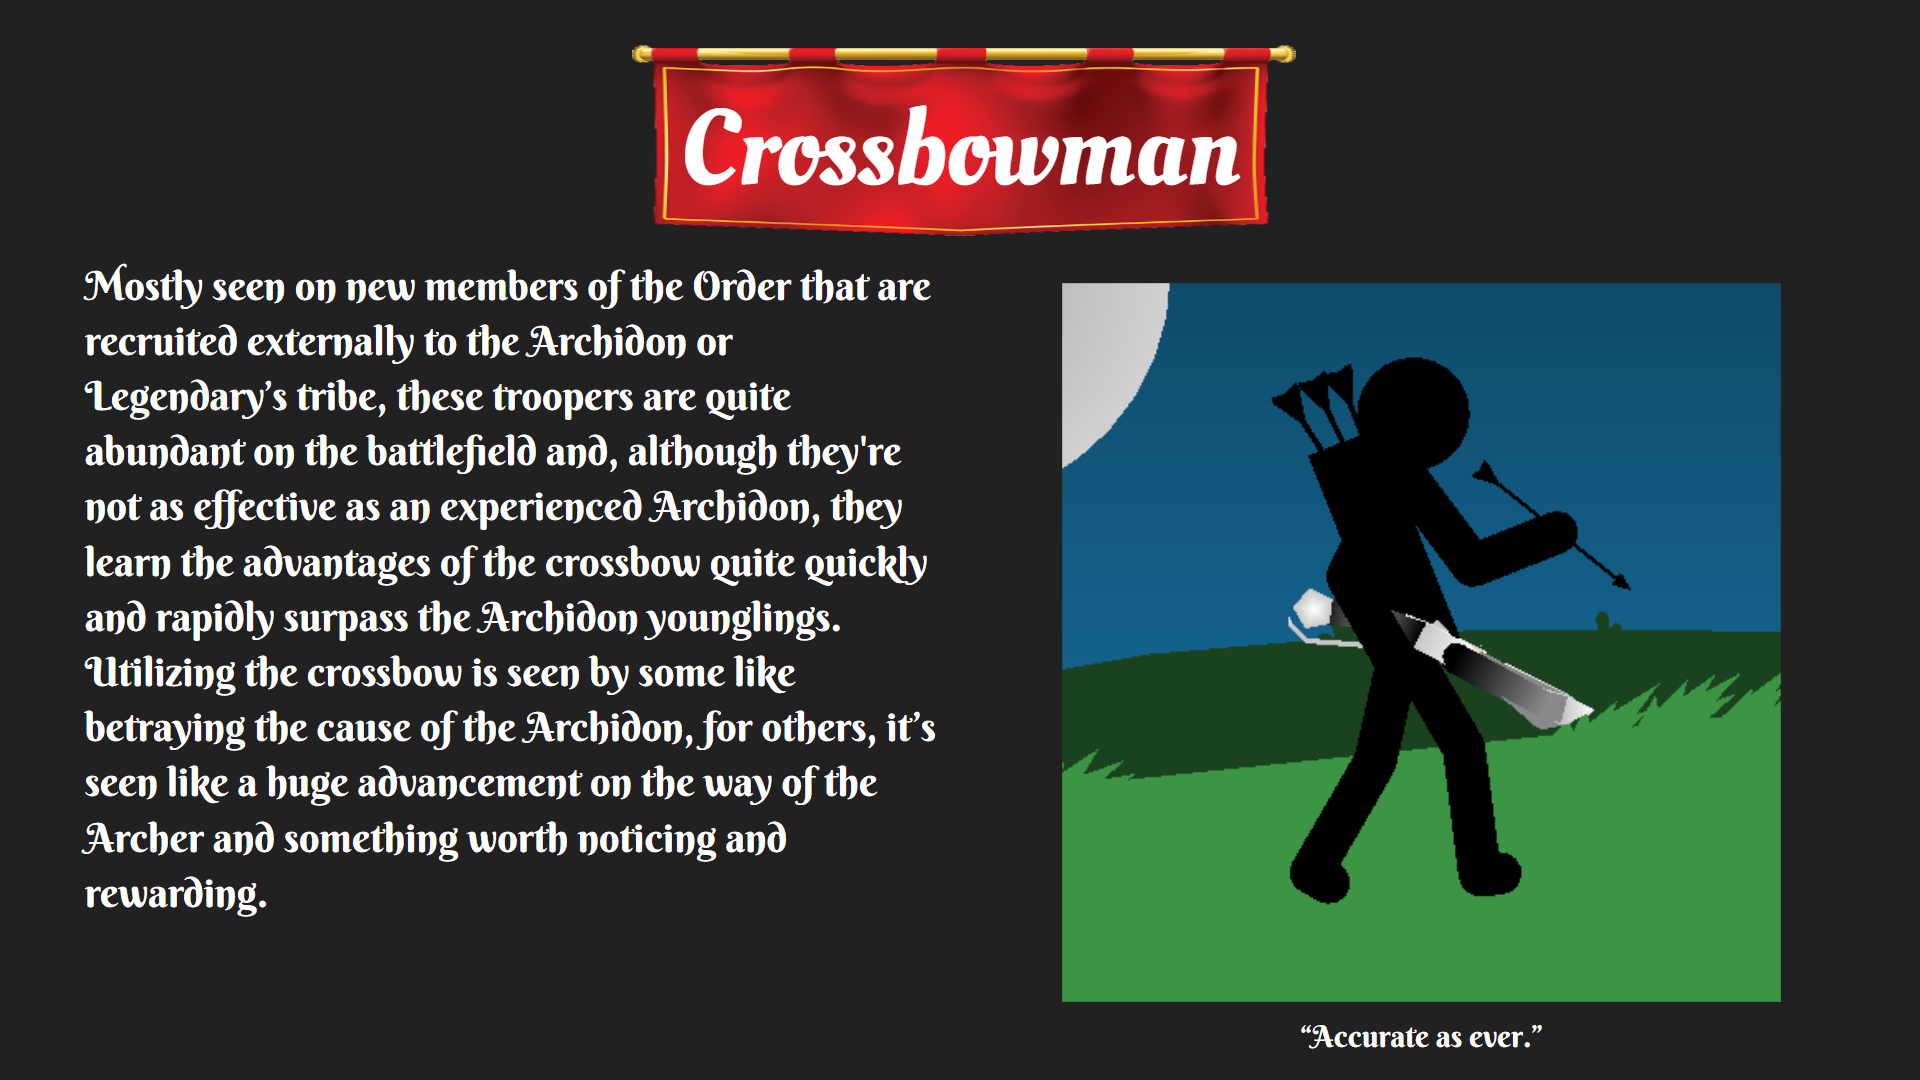 Crossbowman
Mostly seen on new members of the Order that are
recruited externally to the Archidon or
Legendary’s tribe, these troopers are quite
abundant on the battlefield and, although they're
not as effective as an experienced Archidon, they
learn the advantages of the crossbow quite quickly
and rapidly surpass the Archidon younglings.
Utilizing the crossbow is seen by some like
betraying the cause of the Archidon, for others, it’s
seen like a huge advancement on the way of the
Archer and something worth noticing and
rewarding.
“Accurate as ever.”